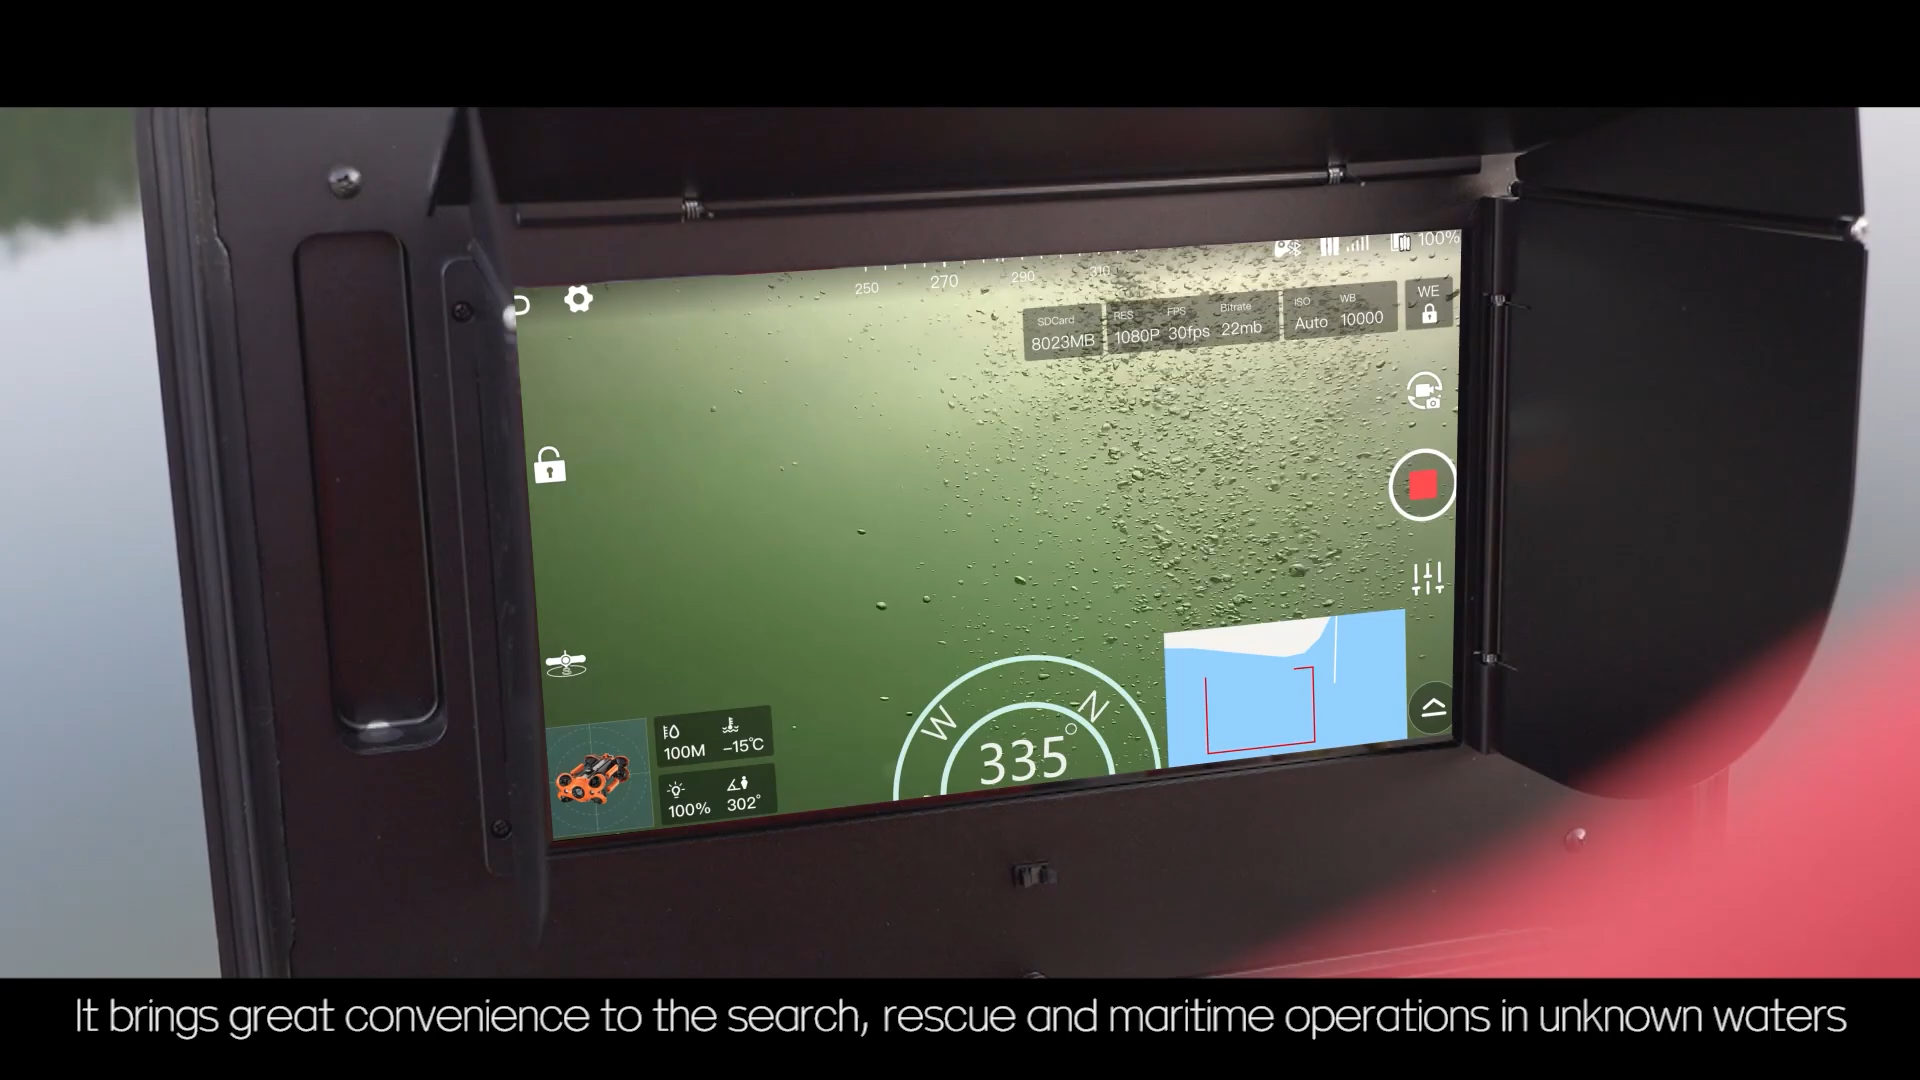 250 270 290 310
100%
SDCard
8023MB
RES FPS Bitrate
1080P 30fps 22mb
ISO WB
Auto 10000
WE
100M -15℃
100% 302°
W N
335°
It brings great convenience to the search, rescue and maritime operations in unknown waters